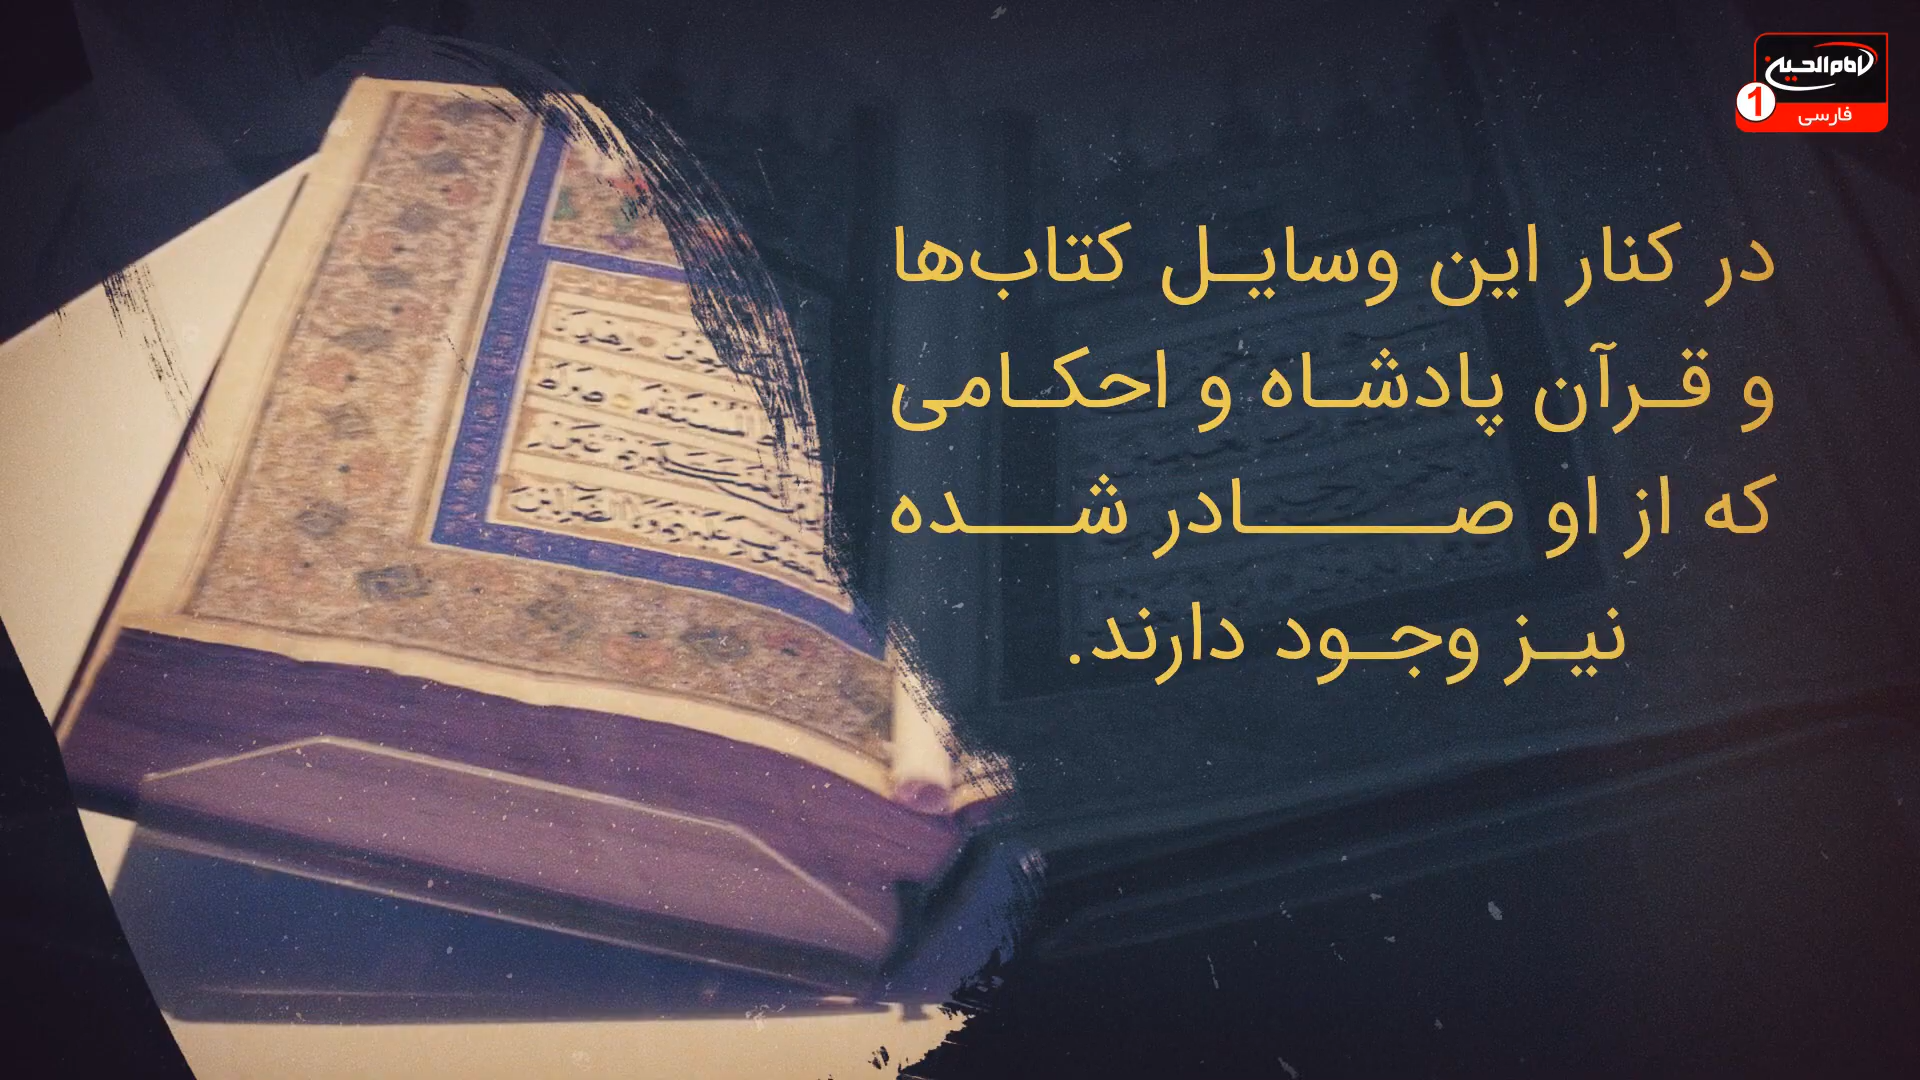 امام الحسین
1
فارسی
در کنار این وسایل کتاب‌ها
و قرآن پادشاه و احکامی
که از او صادر شده
نیز وجود دارند.